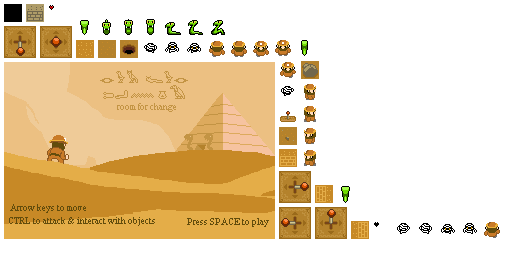 room for change
Arrow keys to move
CTRL to attack & interact with objects
Press SPACE to play